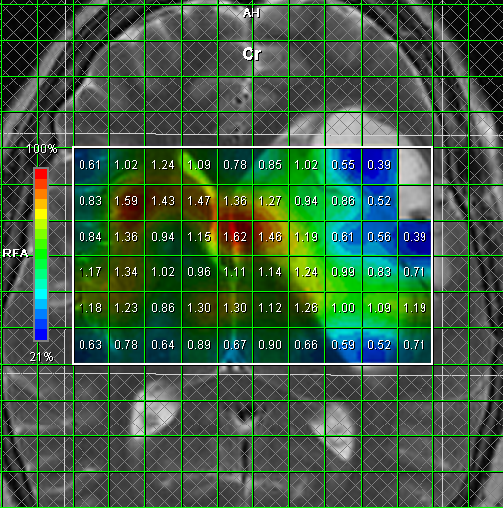 AH
Cr
100%
0.61 1.02 1.24 1.09 0.78 0.85 1.02 0.55 0.39
0.83 1.59 1.43 1.47 1.36 1.27 0.94 0.86 0.52
0.84 1.36 0.94 1.15 1.62 1.46 1.19 0.61 0.56 0.39
RFA
1.17 1.34 1.02 0.96 1.11 1.14 1.24 0.99 0.83 0.71
1.18 1.23 0.86 1.30 1.30 1.12 1.26 1.00 1.09 1.19
0.63 0.78 0.64 0.89 0.67 0.90 0.66 0.59 0.52 0.71
21%